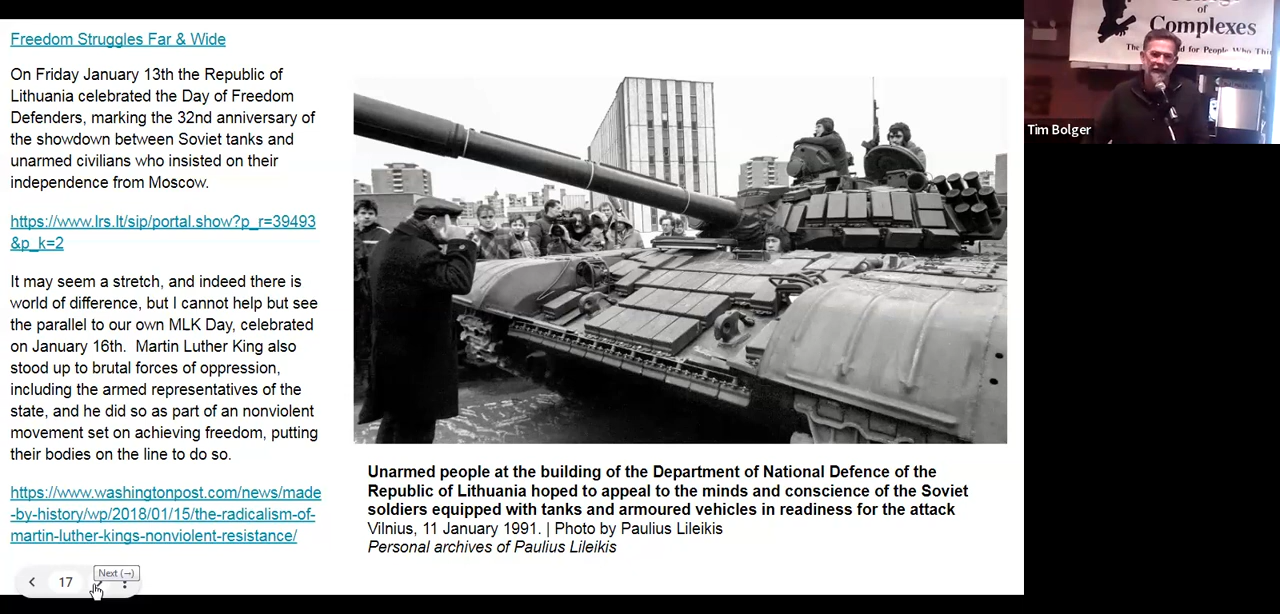 Freedom Struggles Far & Wide
On Friday January 13th the Republic of
Lithuania celebrated the Day of Freedom
Defenders, marking the 32nd anniversary of
the showdown between Soviet tanks and
unarmed civilians who insisted on their
independence from Moscow.
https://www.lrs.lt/sip/portal.show?p_r=39493
&p_k=2
It may seem a stretch, and indeed there is
world of difference, but I cannot help but see
the parallel to our own MLK Day, celebrated
on January 16th.  Martin Luther King also
stood up to brutal forces of oppression,
including the armed representatives of the
state, and he did so as part of an nonviolent
movement set on achieving freedom, putting
their bodies on the line to do so.
https://www.washingtonpost.com/news/made
-by-history/wp/2018/01/15/the-radicalism-of-
martin-luther-kings-nonviolent-resistance/
Unarmed people at the building of the Department of National Defence of the
Republic of Lithuania hoped to appeal to the minds and conscience of the Soviet
soldiers equipped with tanks and armoured vehicles in readiness for the attack
Vilnius, 11 January 1991. | Photo by Paulius Lileikis
Personal archives of Paulius Lileikis
Next (→)
17
of
Complexes
The
for People Who
Tim Bolger